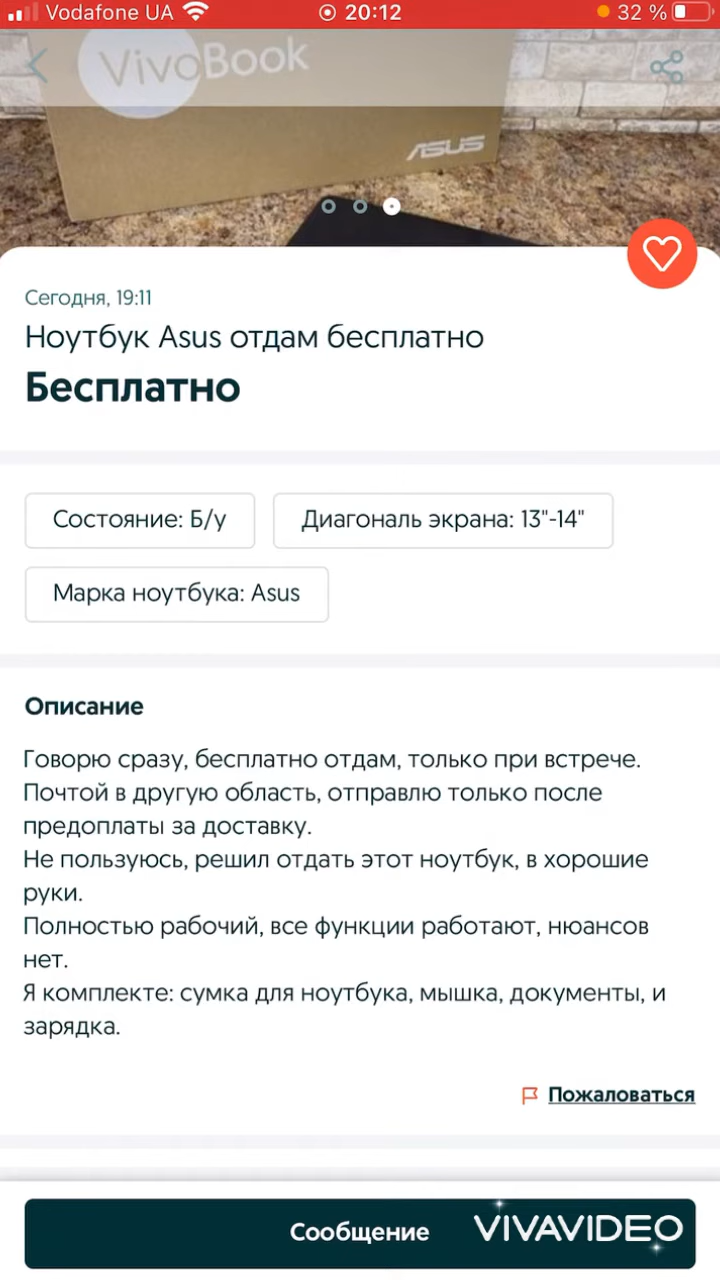 Vodafone UA
20:12
32 %
VivoBook
ASUS
Сегодня, 19:11
Ноутбук Asus отдам бесплатно
Бесплатно
Состояние: Б/у
Диагональ экрана: 13"-14"
Марка ноутбука: Asus
Описание
Говорю сразу, бесплатно отдам, только при встрече.
Почтой в другую область, отправлю только после
предоплаты за доставку.
Не пользуюсь, решил отдать этот ноутбук, в хорошие
руки.
Полностью рабочий, все функции работают, нюансов
нет.
Я комплекте: сумка для ноутбука, мышка, документы, и
зарядка.
Пожаловаться
Сообщение
VIVAVIDEO